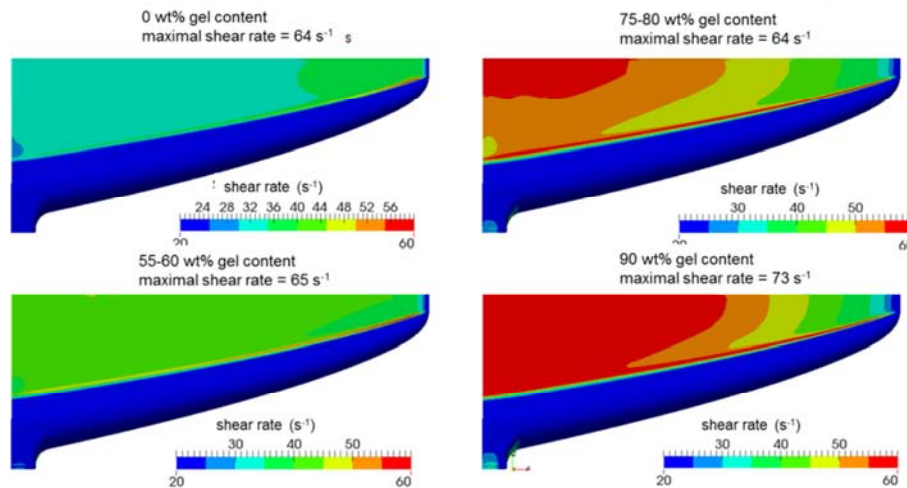 0 wt% gel content
maximal shear rate = 64 s⁻¹ s
shear rate (s⁻¹)
24 28 32 36 40 44 48 52 56
20 60
75-80 wt% gel content
maximal shear rate = 64 s⁻¹
shear rate (s⁻¹)
30 40 50
55-60 wt% gel content
maximal shear rate = 65 s⁻¹
shear rate (s⁻¹)
30 40 50
20 60
90 wt% gel content
maximal shear rate = 73 s⁻¹
shear rate (s⁻¹)
30 40 50
20 60